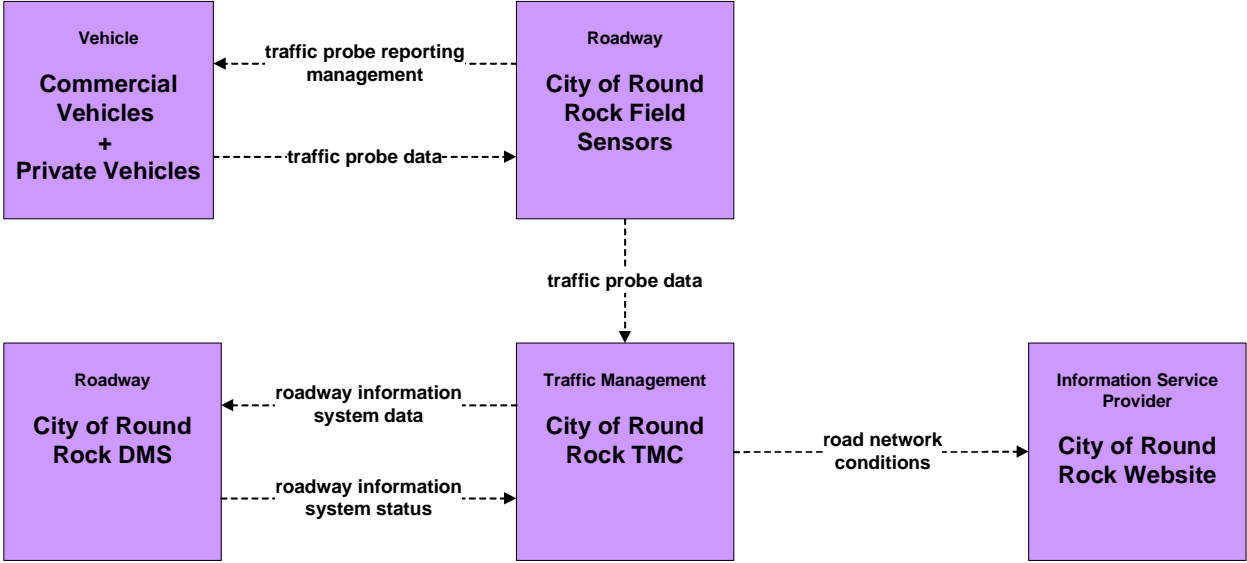 Vehicle
Commercial
Vehicles
+
Private Vehicles
traffic probe reporting
management
traffic probe data
Roadway
City of Round
Rock Field
Sensors
traffic probe data
Roadway
City of Round
Rock DMS
roadway information
system data
roadway information
system status
Traffic Management
City of Round
Rock TMC
road network
conditions
Information Service
Provider
City of Round
Rock Website